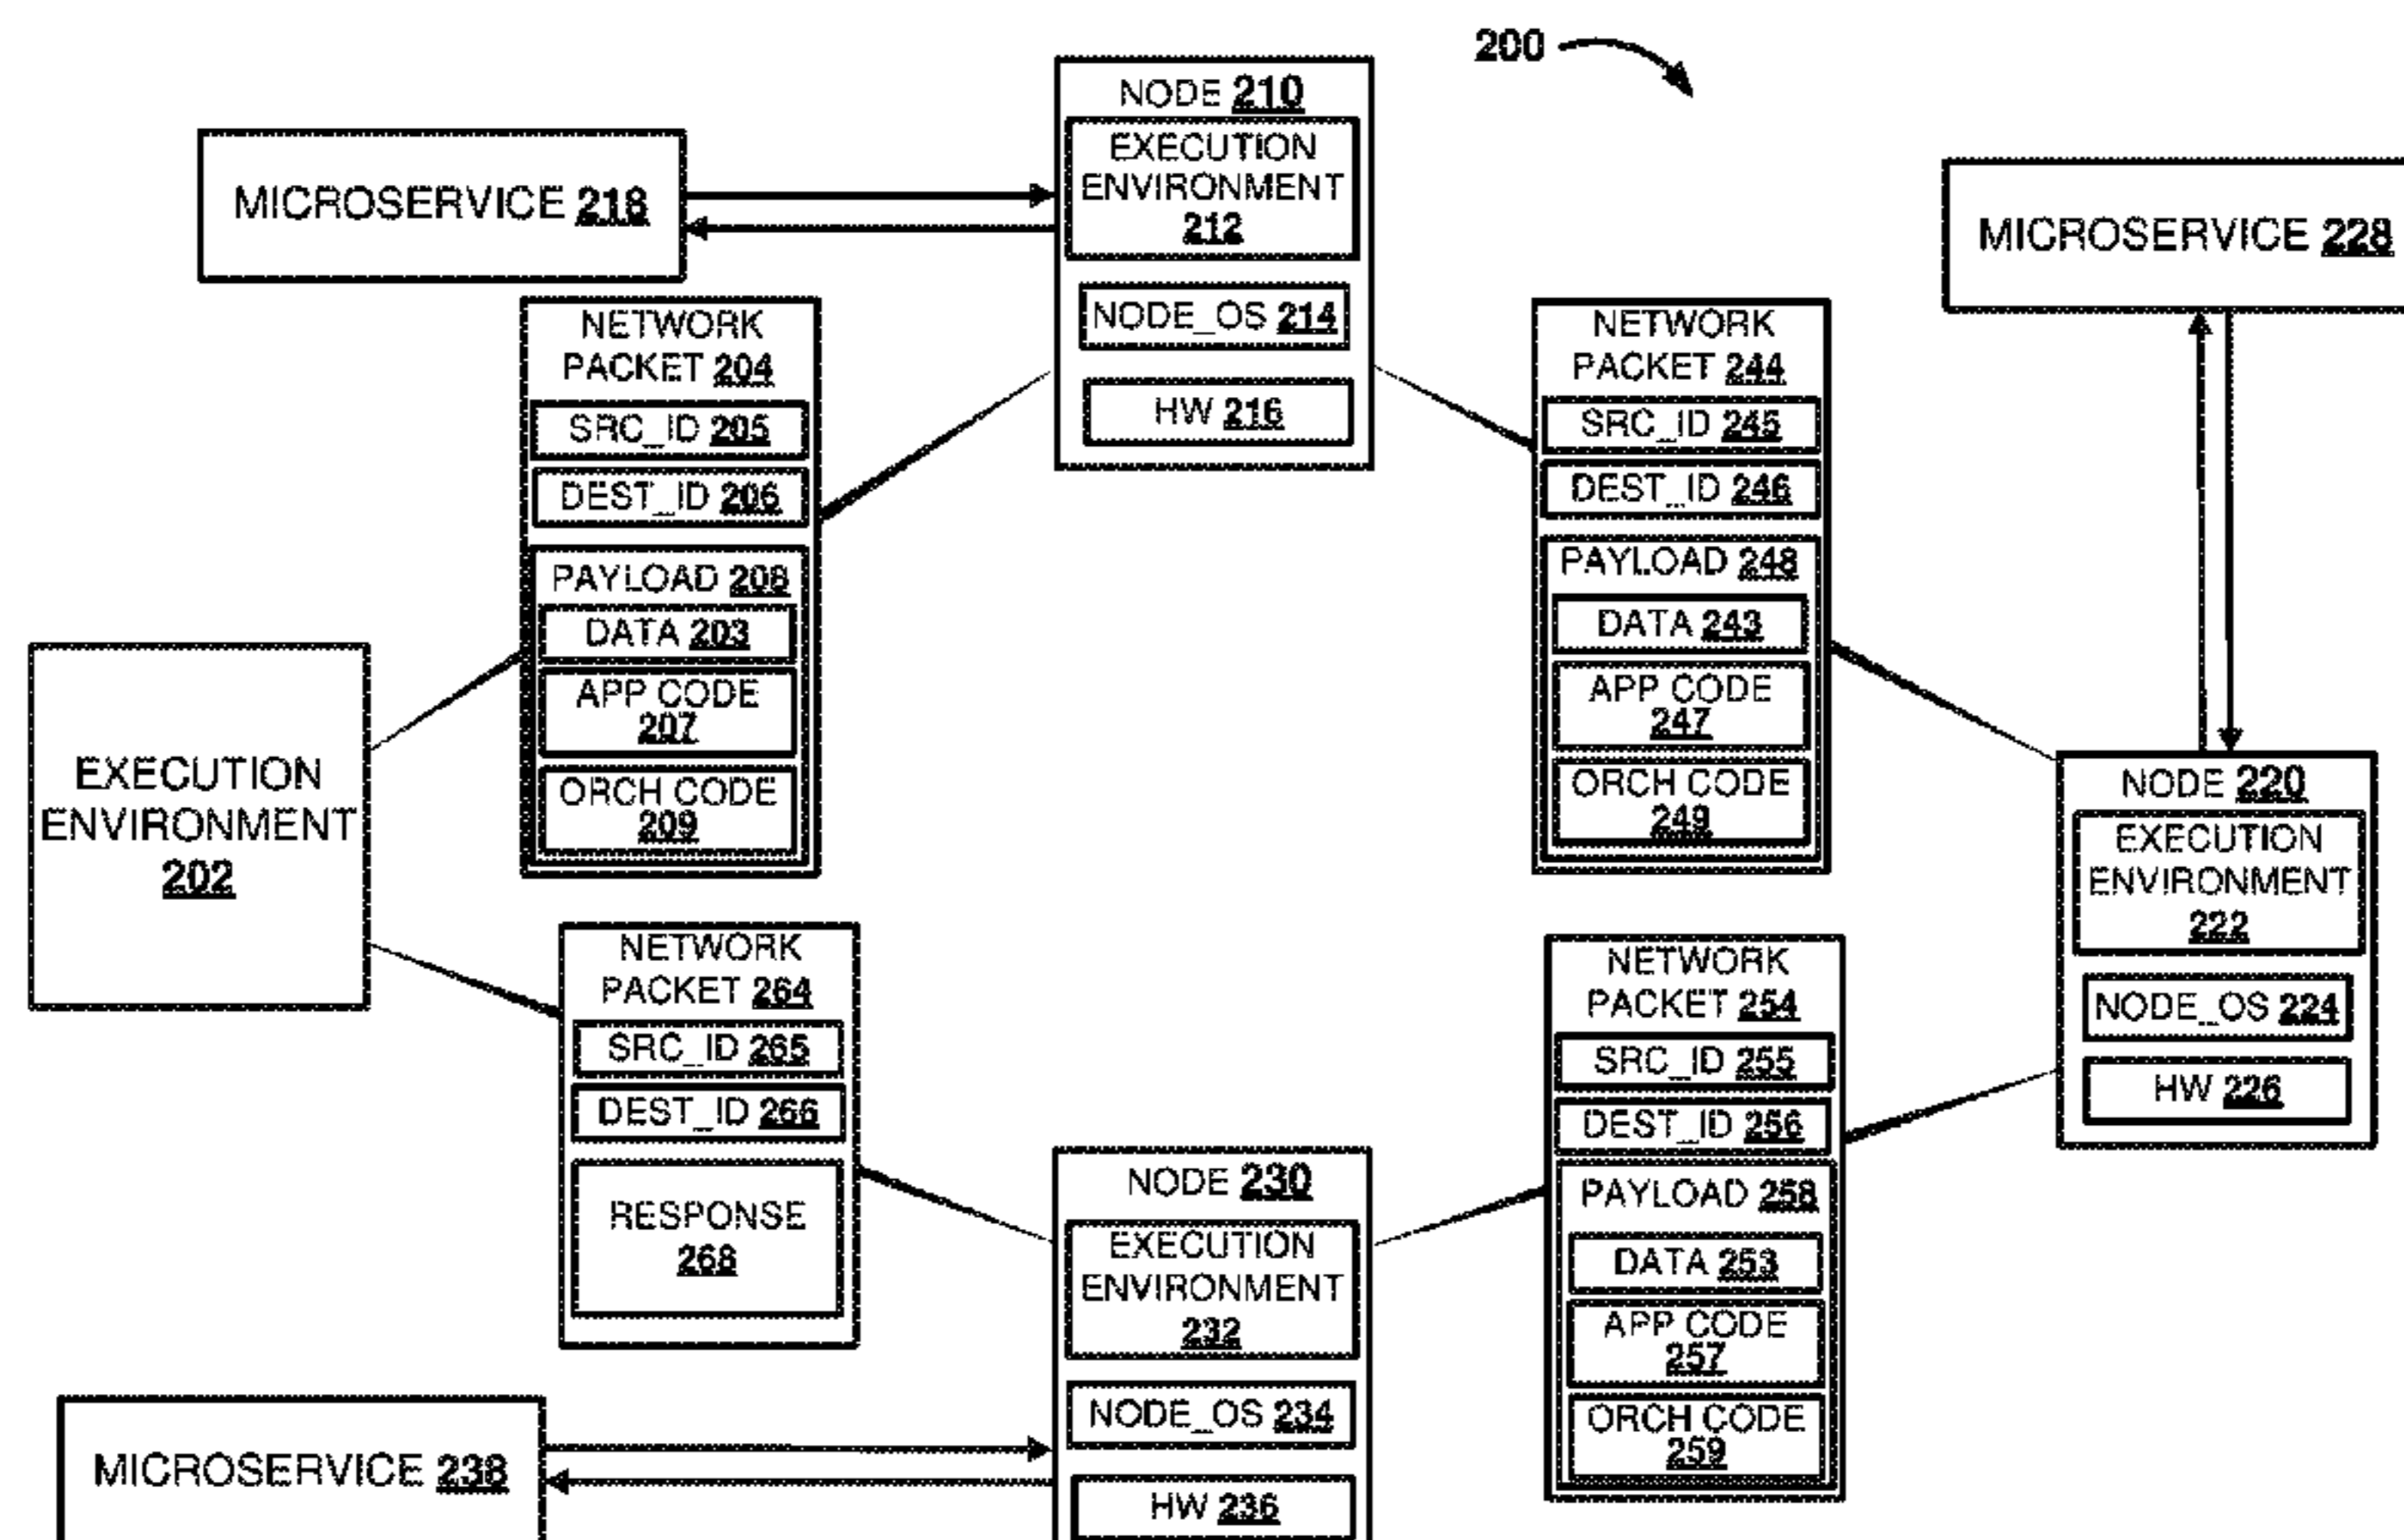 200
NODE 210
EXECUTION
ENVIRONMENT
212
NODE_OS 214
HW 216
MICROSERVICE 218
MICROSERVICE 228
NETWORK
PACKET 204
SRC_ID 205
DEST_ID 206
PAYLOAD 208
DATA 203
APP CODE
207
ORCH CODE
209
NETWORK
PACKET 244
SRC_ID 245
DEST_ID 246
PAYLOAD 248
DATA 243
APP CODE
247
ORCH CODE
249
EXECUTION
ENVIRONMENT
202
NODE 220
EXECUTION
ENVIRONMENT
222
NODE_OS 224
HW 226
NETWORK
PACKET 264
SRC_ID 265
DEST_ID 266
RESPONSE
268
NETWORK
PACKET 254
SRC_ID 255
DEST_ID 256
PAYLOAD 258
DATA 253
APP CODE
257
ORCH CODE
259
NODE 230
EXECUTION
ENVIRONMENT
232
NODE_OS 234
HW 236
MICROSERVICE 238